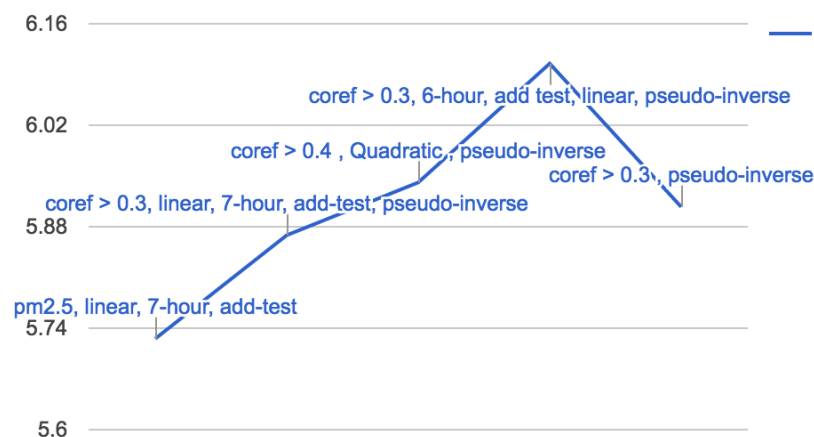 6.16
coref > 0.3, 6-hour, add test, linear, pseudo-inverse
6.02
coref > 0.4 , Quadratic , pseudo-inverse
coref > 0.3 , pseudo-inverse
coref > 0.3, linear, 7-hour, add-test, pseudo-inverse
5.88
pm2.5, linear, 7-hour, add-test
5.74
5.6